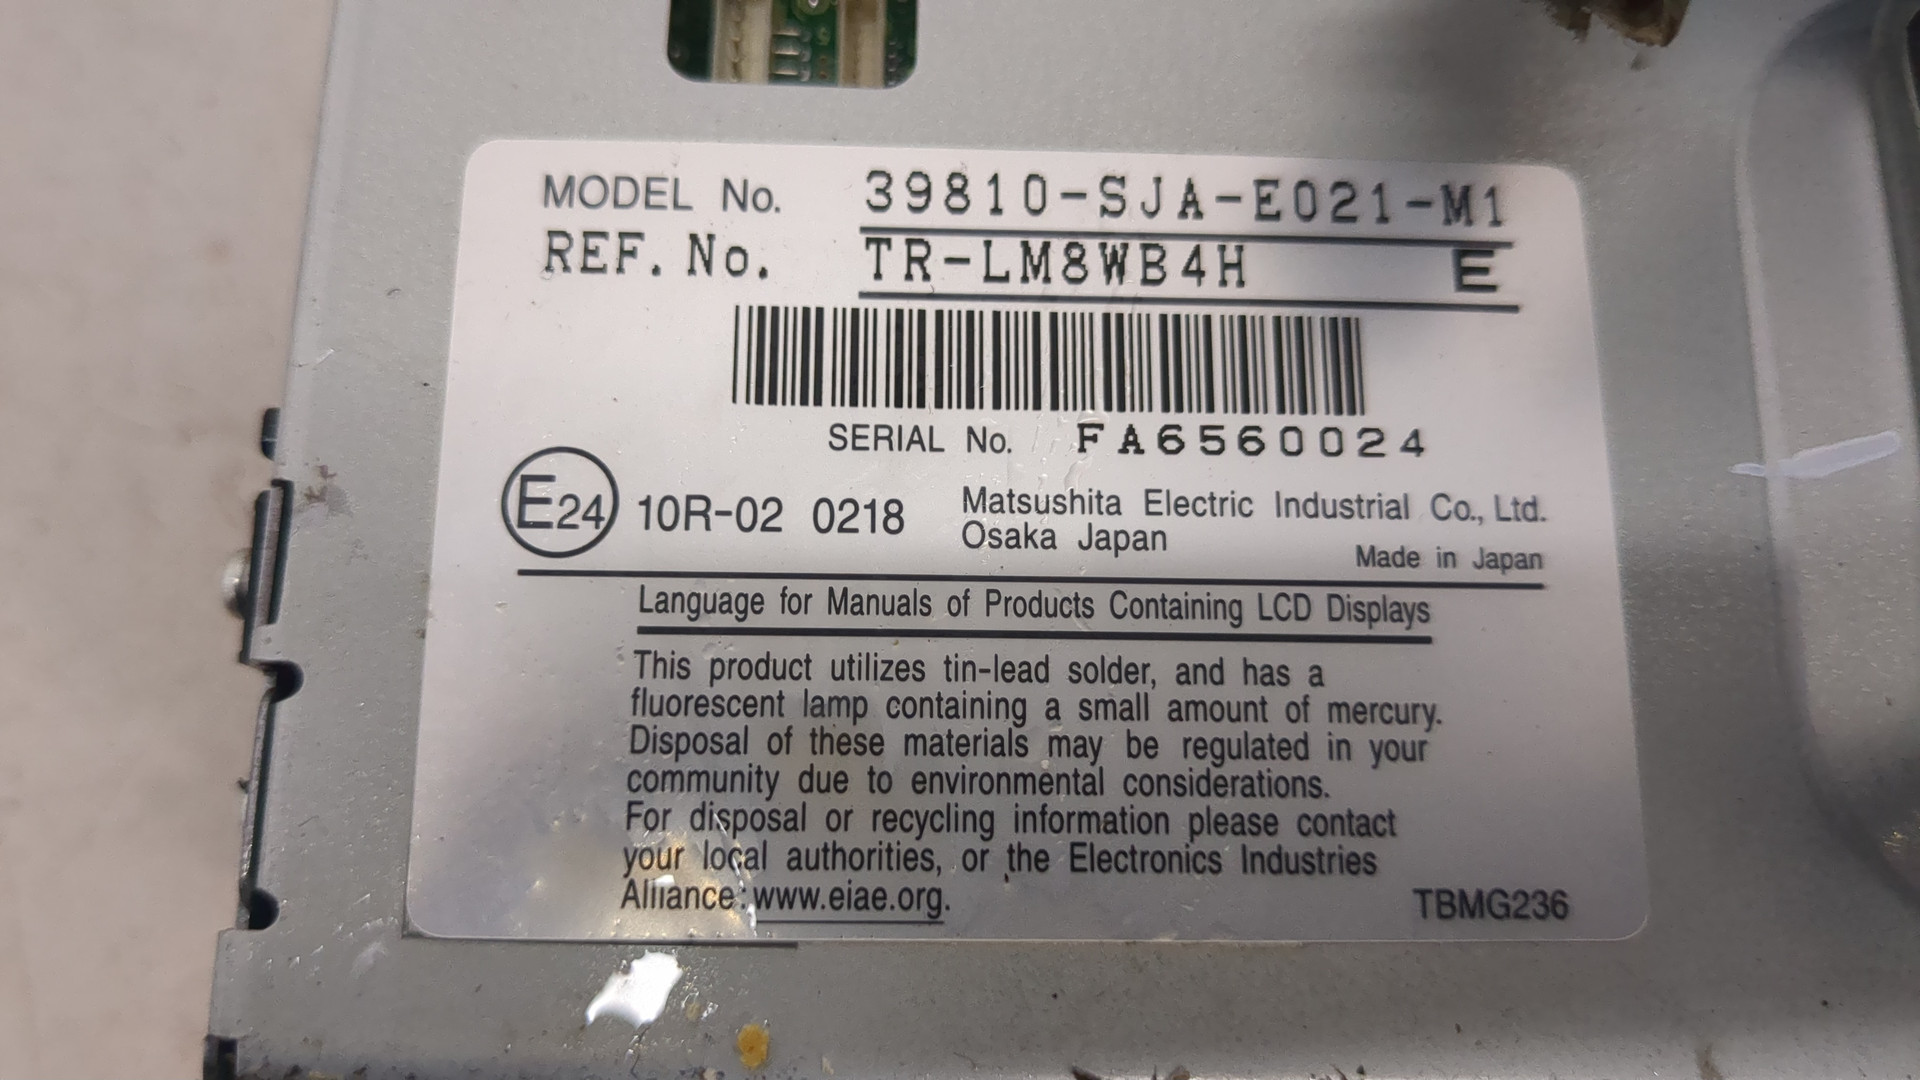 MODEL No. 39810-SJA-E021-M1
REF. No. TR-LM8WB4H E
SERIAL No. FA6560024
E24 10R-02 0218 Matsushita Electric Industrial Co., Ltd.
Osaka Japan
Made in Japan
Language for Manuals of Products Containing LCD Displays
This product utilizes tin-lead solder, and has a
fluorescent lamp containing a small amount of mercury.
Disposal of these materials may be regulated in your
community due to environmental considerations.
For disposal or recycling information please contact
your local authorities, or the Electronics Industries
Alliance: www.eiae.org.
TBMG236